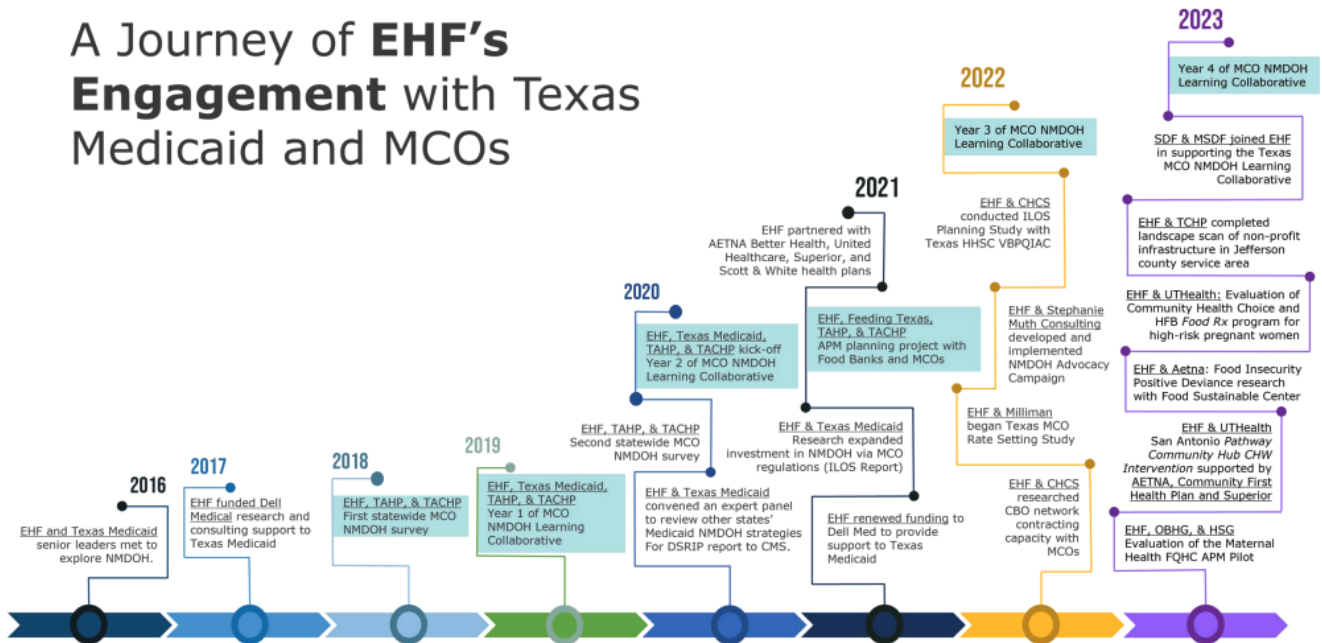 A Journey of EHF's
Engagement with Texas
Medicaid and MCOs
2016
EHF and Texas Medicaid
senior leaders met to
explore NMDOH.
2017
EHF funded Dell
Medical research and
consulting support to
Texas Medicaid
2018
EHF, TAHP, & TACHP
First statewide MCO
NMDOH survey
2019
EHF, Texas Medicaid,
TAHP, & TACHP
Year 1 of MCO
NMDOH Learning
Collaborative
2020
EHF, Texas Medicaid,
TAHP, & TACHP kick-off
Year 2 of MCO NMDOH
Learning Collaborative
EHF, TAHP, & TACHP
Second statewide MCO
NMDOH survey
EHF & Texas Medicaid
convened an expert panel
to review other states'
Medicaid NMDOH strategies
For DSRIP report to CMS.
2021
EHF partnered with
AETNA Better Health, United
Healthcare, Superior, and
Scott & White health plans
EHF, Feeding Texas,
TAHP, & TACHP
APM planning project with
Food Banks and MCOs
EHF & Texas Medicaid
Research expanded
investment in NMDOH via MCO
regulations (ILOS Report)
EHF renewed funding to
Dell Med to provide
support to Texas
Medicaid
2022
Year 3 of MCO NMDOH
Learning Collaborative
EHF & CHCS
conducted ILOS
Planning Study with
Texas HHSC VBPQIAC
EHF & Stephanie
Muth Consulting
developed and
implemented
NMDOH Advocacy
Campaign
EHF & Milliman
began Texas MCO
Rate Setting Study
EHF & CHCS
researched
CBO network
contracting
capacity with
MCOs
2023
Year 4 of MCO NMDOH
Learning Collaborative
SDF & MSDF joined EHF
in supporting the Texas
MCO NMDOH Learning
Collaborative
EHF & TCHP completed
landscape scan of non-profit
infrastructure in Jefferson
county service area
EHF & UTHealth: Evaluation of
Community Health Choice and
HFB Food Rx program for
high-risk pregnant women
EHF & Aetna: Food Insecurity
Positive Deviance research
with Food Sustainable Center
EHF & UTHealth
San Antonio Pathway
Community Hub CHW
Intervention supported by
AETNA, Community First
Health Plan and Superior
EHF, OBHG, & HSG
Evaluation of the Maternal
Health FQHC APM Pilot